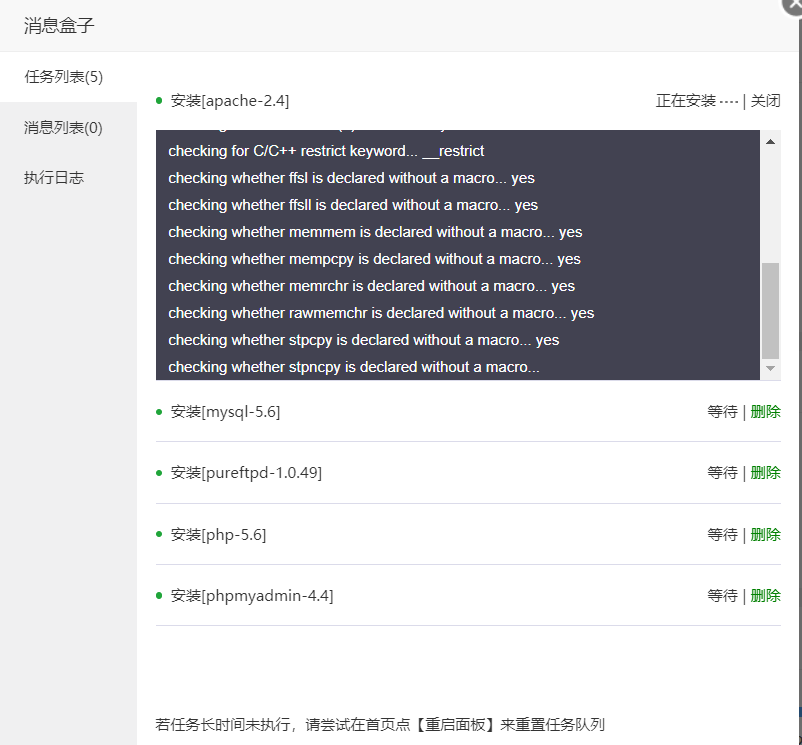 消息盒子
任务列表(5)
消息列表(0)
执行日志
安装[apache-2.4]
正在安装 ···· | 关闭
checking for C/C++ restrict keyword... __restrict
checking whether ffsl is declared without a macro... yes
checking whether ffsll is declared without a macro... yes
checking whether memmem is declared without a macro... yes
checking whether mempcpy is declared without a macro... yes
checking whether memrchr is declared without a macro... yes
checking whether rawmemchr is declared without a macro... yes
checking whether stpcpy is declared without a macro... yes
checking whether stpncpy is declared without a macro...
安装[mysql-5.6]
等待 | 删除
安装[pureftpd-1.0.49]
等待 | 删除
安装[php-5.6]
等待 | 删除
安装[phpmyadmin-4.4]
等待 | 删除
若任务长时间未执行，请尝试在首页点【重启面板】来重置任务队列